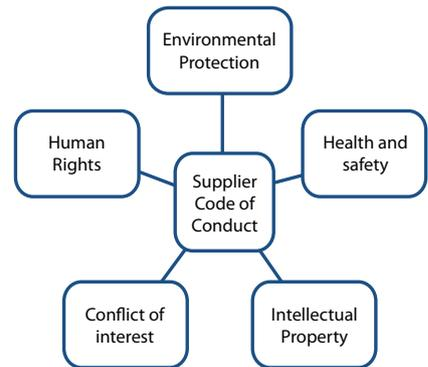 Environmental
Protection
Human
Rights
Health and
safety
Supplier
Code of
Conduct
Conflict of
interest
Intellectual
Property